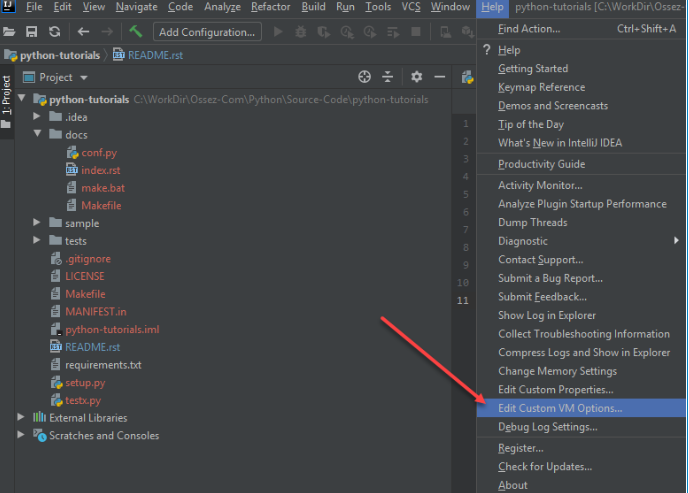 IJ File Edit View Navigate Code Analyze Refactor Build Run Tools VCS Window Help python-tutorials [C:\WorkDir\Ossez-
Add Configuration...
python-tutorials README.rst
1: Project
Project
python-tutorials C:\WorkDir\Ossez-Com\Python\Source-Code\python-tutorials
.idea
docs
conf.py
index.rst
make.bat
Makefile
sample
tests
.gitignore
LICENSE
Makefile
MANIFEST.in
python-tutorials.iml
README.rst
requirements.txt
setup.py
testx.py
External Libraries
Scratches and Consoles
1
2
3
4
5
6
7
8
9
10
11
Find Action... Ctrl+Shift+A
? Help
Getting Started
Keymap Reference
Demos and Screencasts
Tip of the Day
What's New in IntelliJ IDEA
Productivity Guide
Activity Monitor...
Analyze Plugin Startup Performance
Dump Threads
Diagnostic
Contact Support...
Submit a Bug Report...
Submit Feedback...
Show Log in Explorer
Collect Troubleshooting Information
Compress Logs and Show in Explorer
Change Memory Settings
Edit Custom Properties...
Edit Custom VM Options...
Debug Log Settings...
Register...
Check for Updates...
About